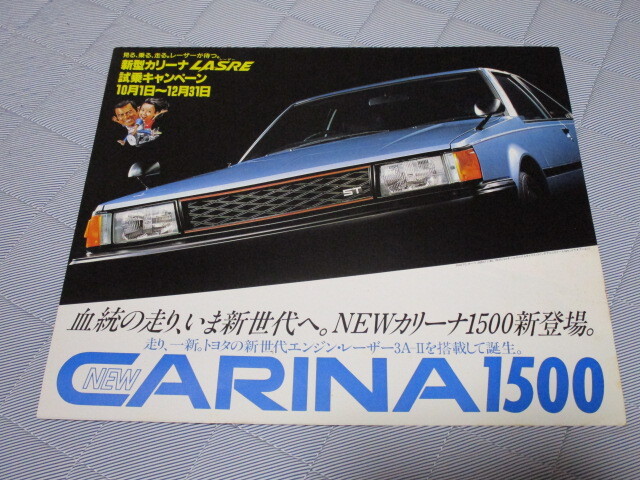 見る、乗る、走る。レーザーが待つ。
新型カリーナ LASRE
試乗キャンペーン
10月1日〜12月31日
ST
血統の走り、いま新世代へ。NEWカリーナ1500新登場。
走り、一新。トヨタの新世代エンジン・レーザー3A-IIを搭載して誕生。
NEW CARINA 1500